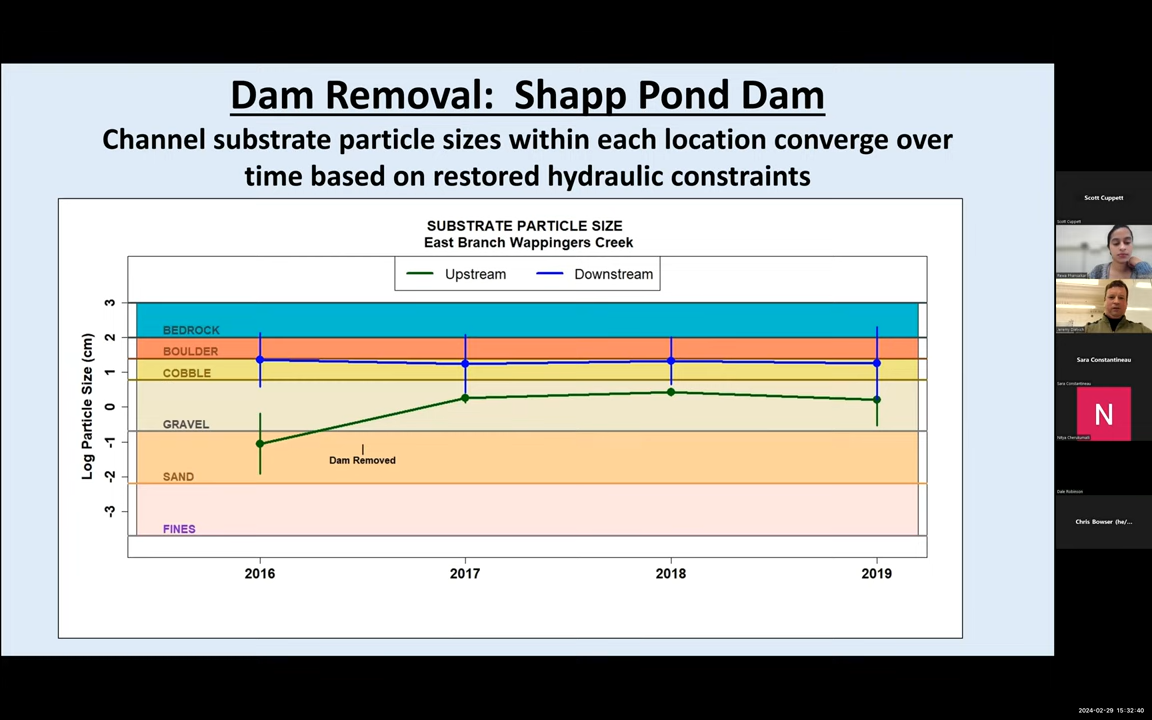 Dam Removal: Shapp Pond Dam
Channel substrate particle sizes within each location converge over
time based on restored hydraulic constraints
SUBSTRATE PARTICLE SIZE
East Branch Wappingers Creek
Upstream
Downstream
Log Particle Size (cm)
3
2
1
0
-1
-2
-3
BEDROCK
BOULDER
COBBLE
GRAVEL
SAND
FINES
Dam Removed
2016
2017
2018
2019
Scott Cuppett
Scott Cuppett
Sara Constantineau
Sara Constantineau
N
Dale Robinson
Chris Bowser (he/...
2024-02-29 15:32:40